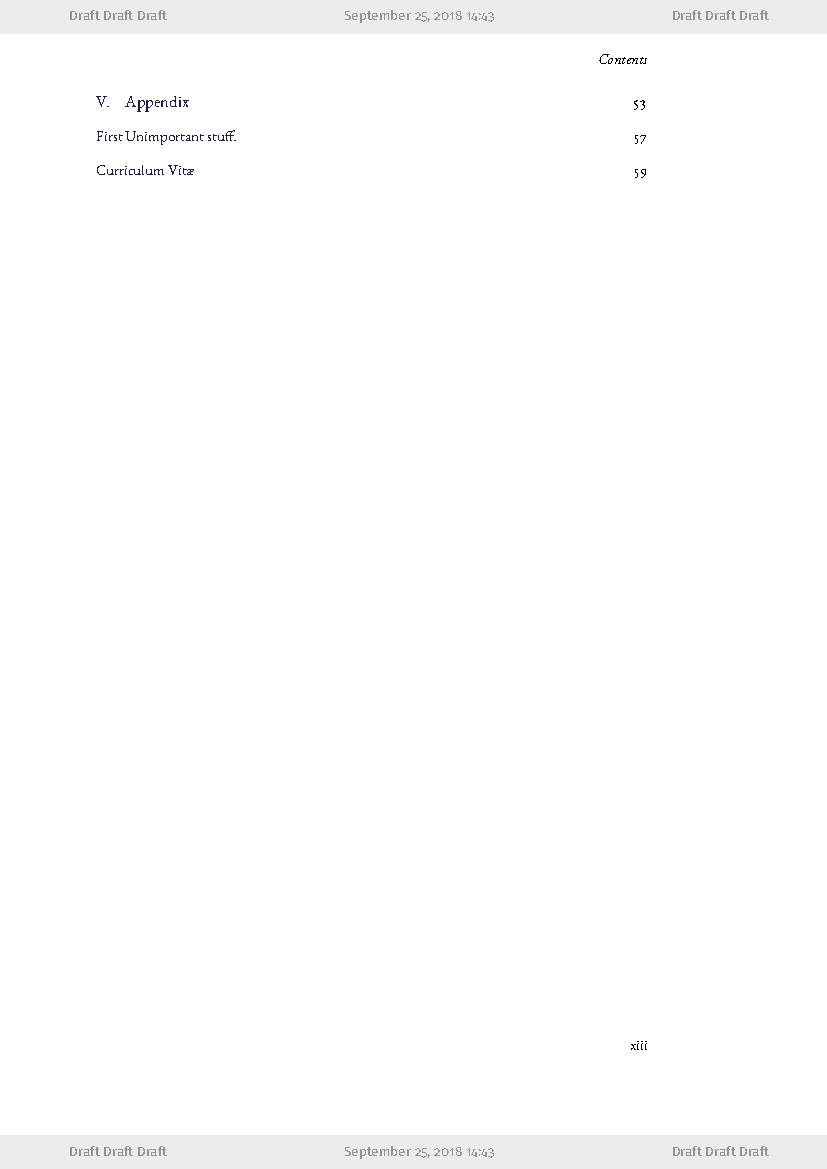 Draft Draft Draft September 25, 2018 14:43 Draft Draft Draft
Contents
V. Appendix 53
First Unimportant stuff. 57
Curriculum Vitæ 59
xiii
Draft Draft Draft September 25, 2018 14:43 Draft Draft Draft